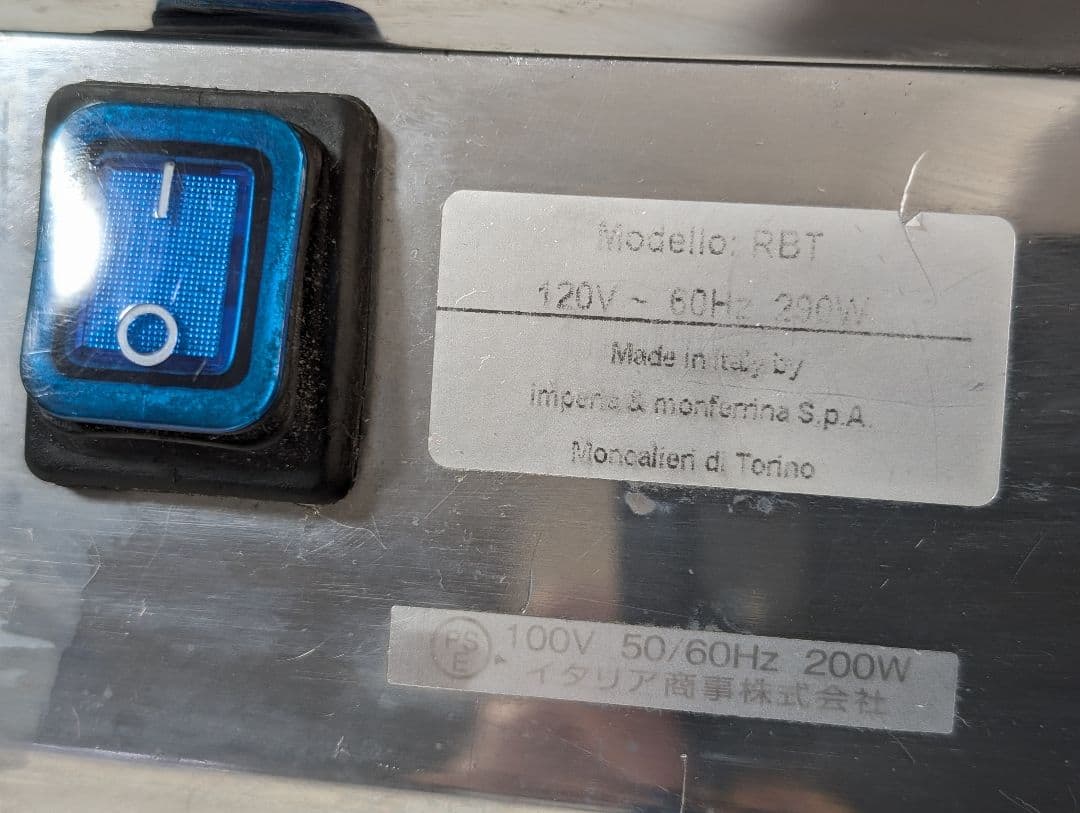 Modello: RBT
120V ~ 60Hz 290W
Made in Italy by
imperia & monferrina S.p.A.
Moncalieri di Torino
PS E 100V 50/60Hz 200W
イタリア商事株式会社